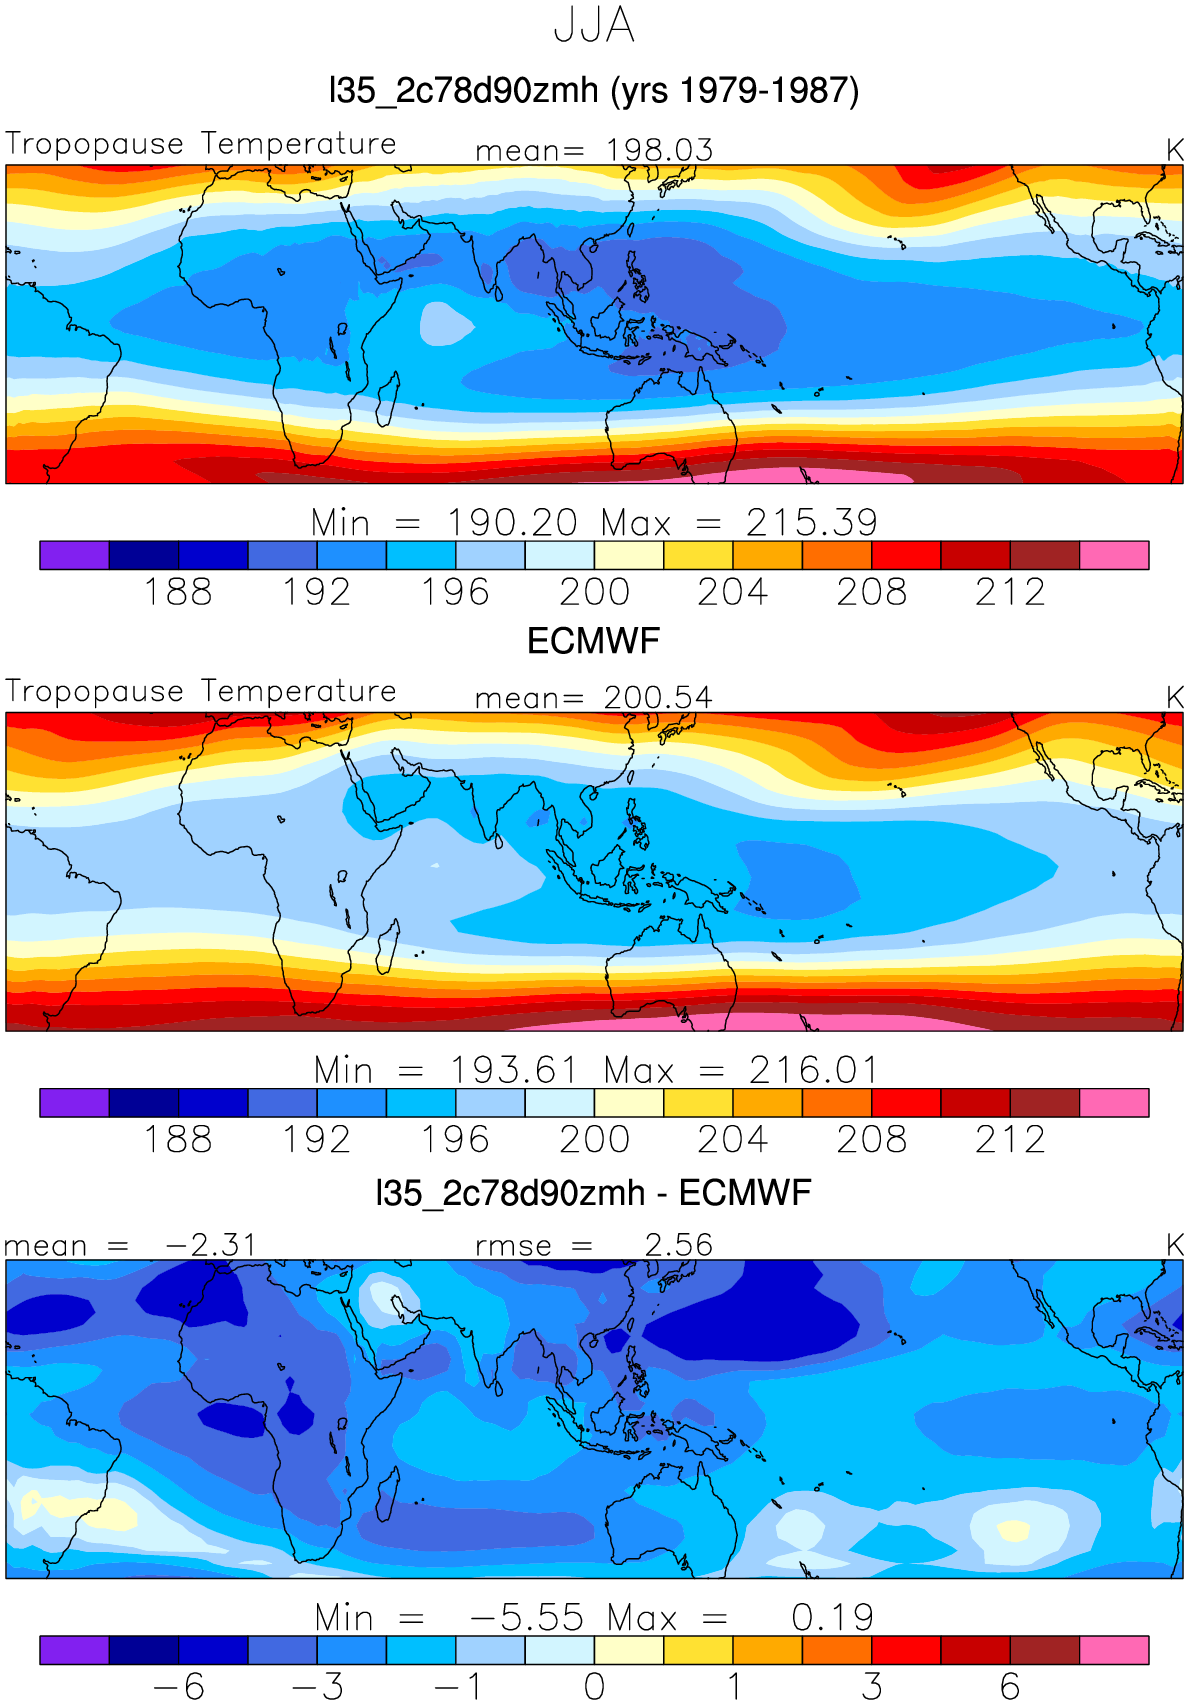 JJA
l35_2c78d90zmh (yrs 1979-1987)
Tropopause Temperature mean= 198.03 K
Min = 190.20 Max = 215.39
188 192 196 200 204 208 212
ECMWF
Tropopause Temperature mean= 200.54 K
Min = 193.61 Max = 216.01
188 192 196 200 204 208 212
l35_2c78d90zmh - ECMWF
mean = -2.31 rmse = 2.56 K
Min = -5.55 Max = 0.19
-6 -3 -1 0 1 3 6